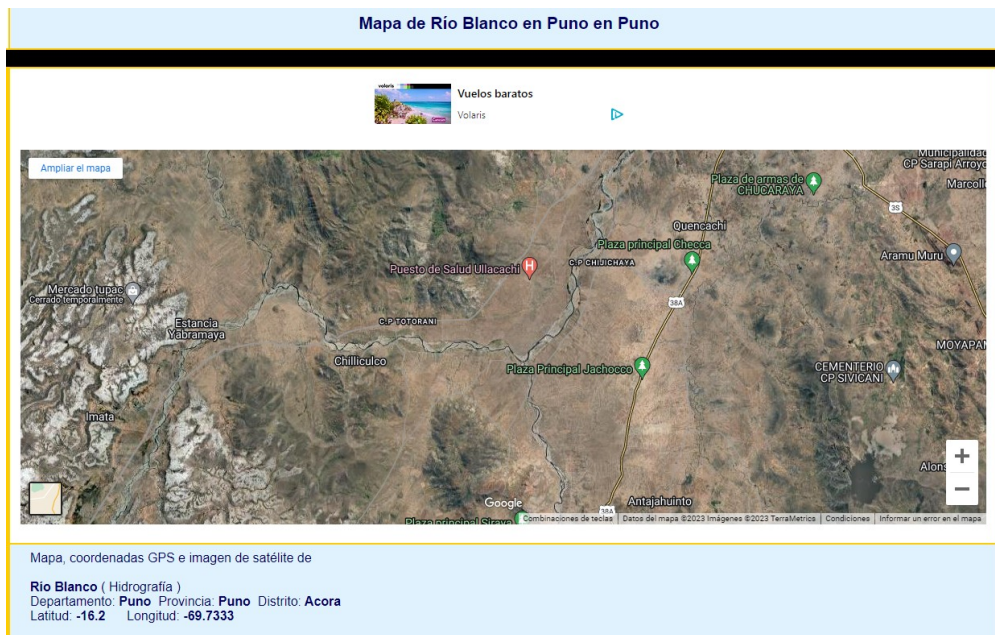 Mapa de Río Blanco en Puno en Puno
volaris
Vuelos baratos
Volaris
Ampliar el mapa
Municipalidad
CP Sarapi Arroyo
Plaza de armas de
CHUCARAYA
Marcoll
3S
Quencachi
Plaza principal Checca
Aramu Muru
C.P CHIJICHAYA
Puesto de Salud Ullacachi
H
Mercado tupac
Cerrado temporalmente
38A
Estancia
Yabramaya
C.P TOTORANI
MOYAPAM
Chilliculco
Plaza Principal Jachocco
CEMENTERIO
CP SIVICANI
Imata
Alons
Google
Antajahuinto
38A
Plaza principal Siraya
Combinaciones de teclas
Datos del mapa ©2023 Imágenes ©2023 TerraMetrics
Condiciones
Informar un error en el mapa
Mapa, coordenadas GPS e imagen de satélite de
Río Blanco ( Hidrografía )
Departamento: Puno Provincia: Puno Distrito: Acora
Latitud: -16.2 Longitud: -69.7333